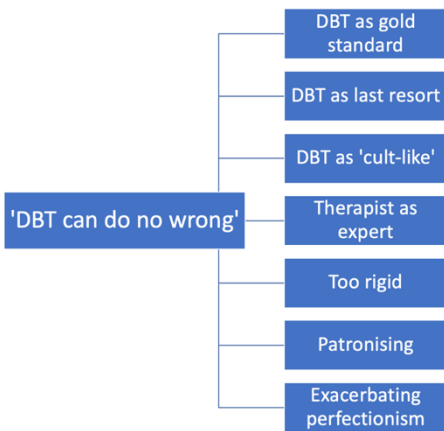 DBT as gold
standard
DBT as last resort
DBT as 'cult-like'
'DBT can do no wrong'
Therapist as
expert
Too rigid
Patronising
Exacerbating
perfectionism